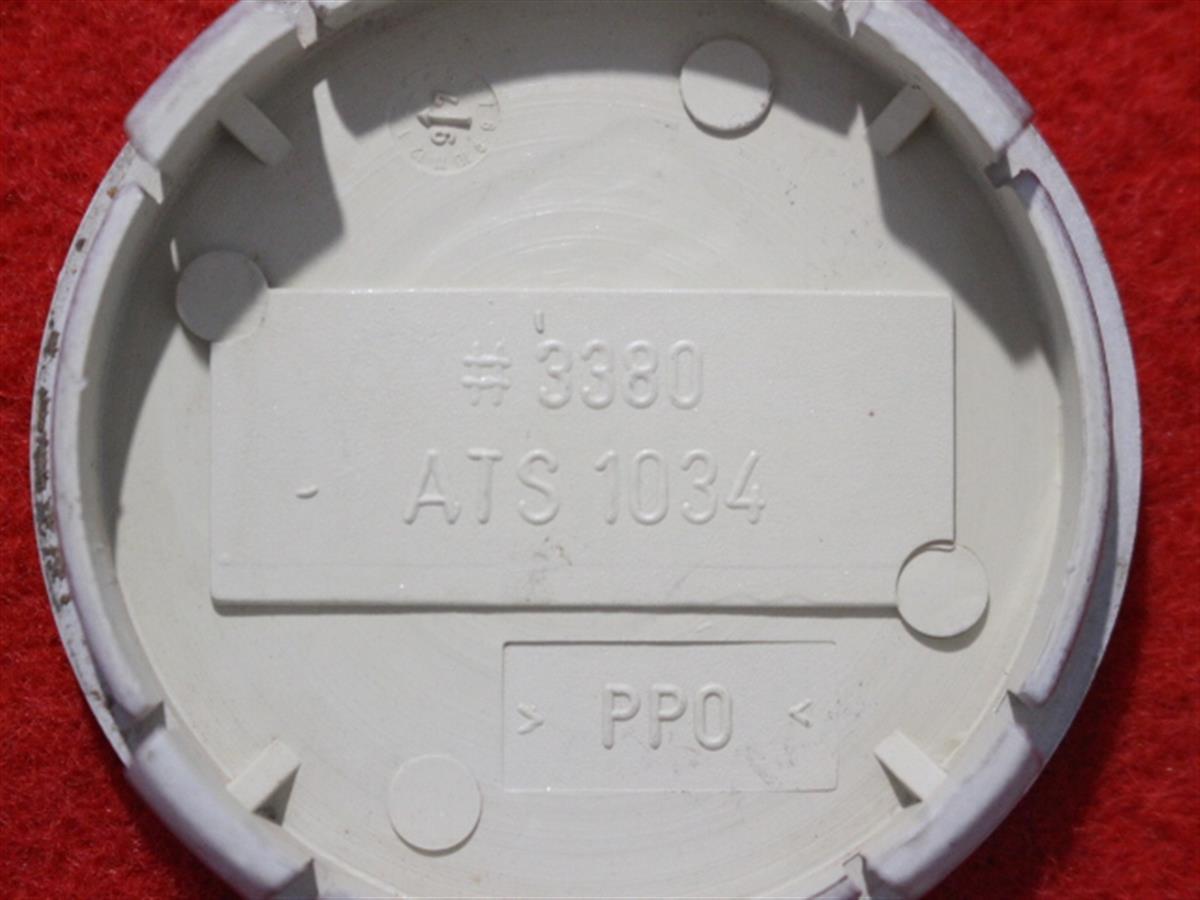 # 3380
ATS 1034
> PPO <